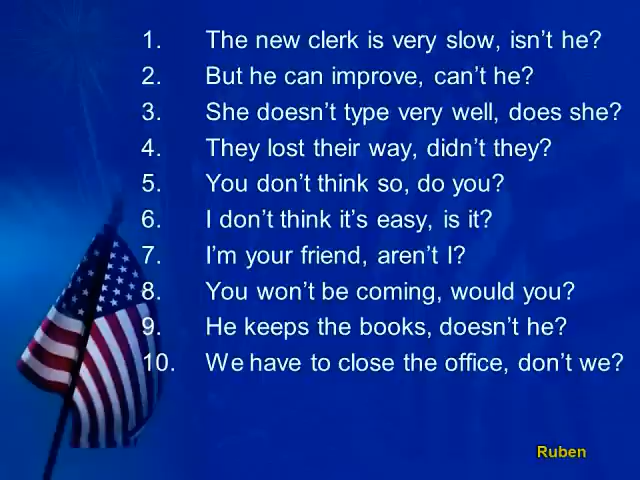 1. The new clerk is very slow, isn't he?
2. But he can improve, can't he?
3. She doesn't type very well, does she?
4. They lost their way, didn't they?
5. You don't think so, do you?
6. I don't think it's easy, is it?
7. I'm your friend, aren't I?
8. You won't be coming, would you?
9. He keeps the books, doesn't he?
10. We have to close the office, don't we?
Ruben